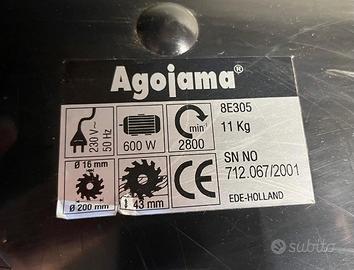 Agojama®
230 V~
50 Hz
600 W
min⁻¹
2800
8E305
11 Kg
Ø 16 mm
Ø 200 mm
43 mm
CE
SN NO
712.067/2001
EDE-HOLLAND
subito